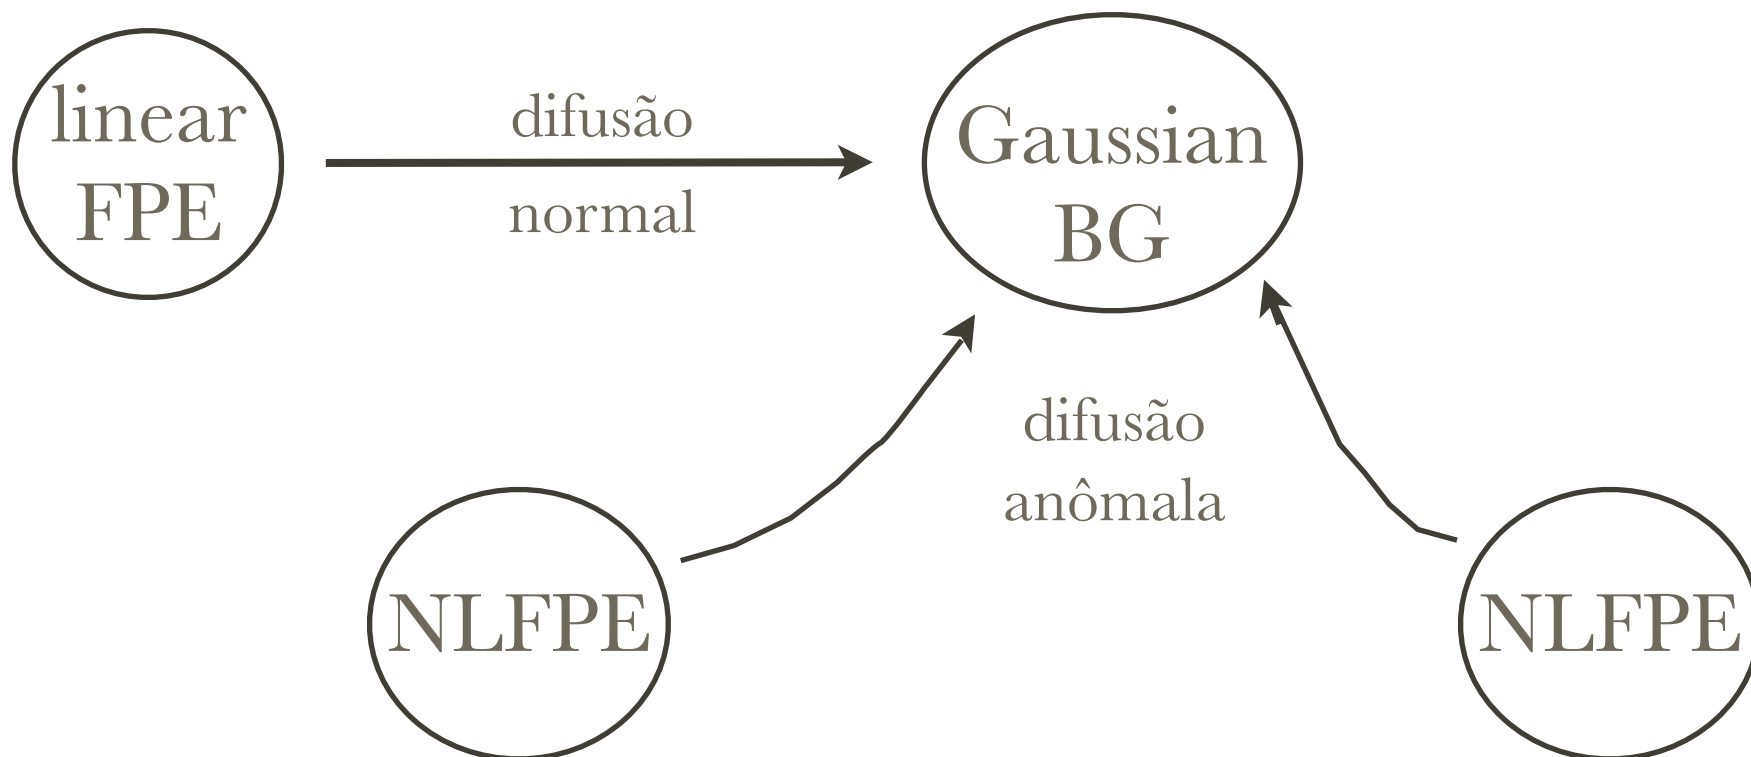 linear
FPE
difusão
normal
Gaussian
BG
difusão
anômala
NLFPE
NLFPE